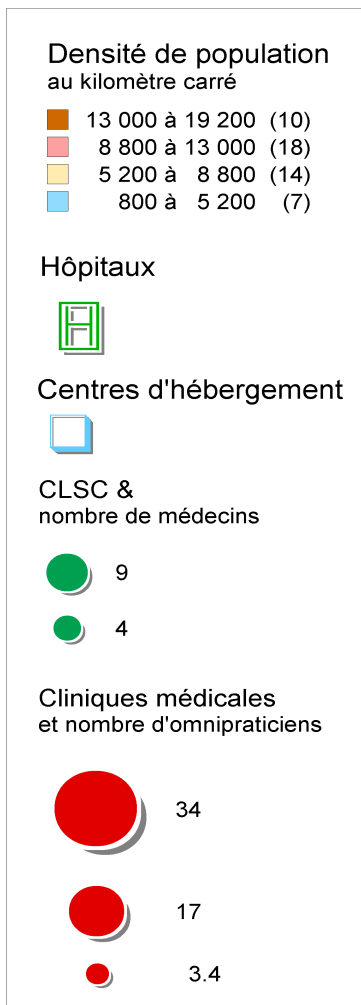 Densité de population
au kilomètre carré
13 000 à 19 200 (10)
8 800 à 13 000 (18)
5 200 à 8 800 (14)
800 à 5 200 (7)
Hôpitaux
H
Centres d'hébergement
CLSC &
nombre de médecins
9
4
Cliniques médicales
et nombre d'omnipraticiens
34
17
3.4